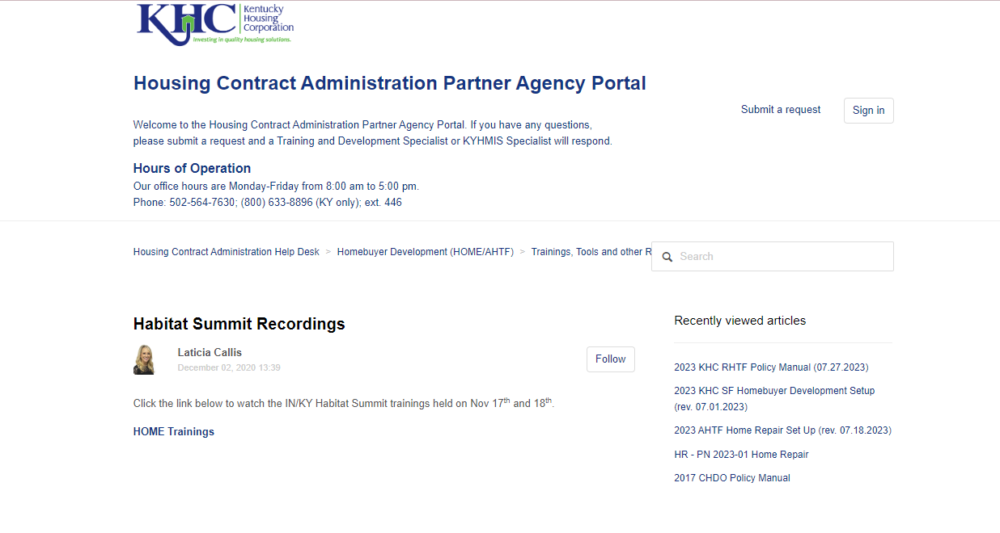 KHC
Kentucky
Housing
Corporation
Investing in quality housing solutions.
Housing Contract Administration Partner Agency Portal
Submit a request
Sign in
Welcome to the Housing Contract Administration Partner Agency Portal. If you have any questions,
please submit a request and a Training and Development Specialist or KYHMIS Specialist will respond.
Hours of Operation
Our office hours are Monday-Friday from 8:00 am to 5:00 pm.
Phone: 502-564-7630; (800) 633-8896 (KY only); ext. 446
Housing Contract Administration Help Desk > Homebuyer Development (HOME/AHTF) > Trainings, Tools and other R
Search
Habitat Summit Recordings
Laticia Callis
December 02, 2020 13:39
Follow
Click the link below to watch the IN/KY Habitat Summit trainings held on Nov 17th and 18th.
HOME Trainings
Recently viewed articles
2023 KHC RHTF Policy Manual (07.27.2023)
2023 KHC SF Homebuyer Development Setup
(rev. 07.01.2023)
2023 AHTF Home Repair Set Up (rev. 07.18.2023)
HR - PN 2023-01 Home Repair
2017 CHDO Policy Manual